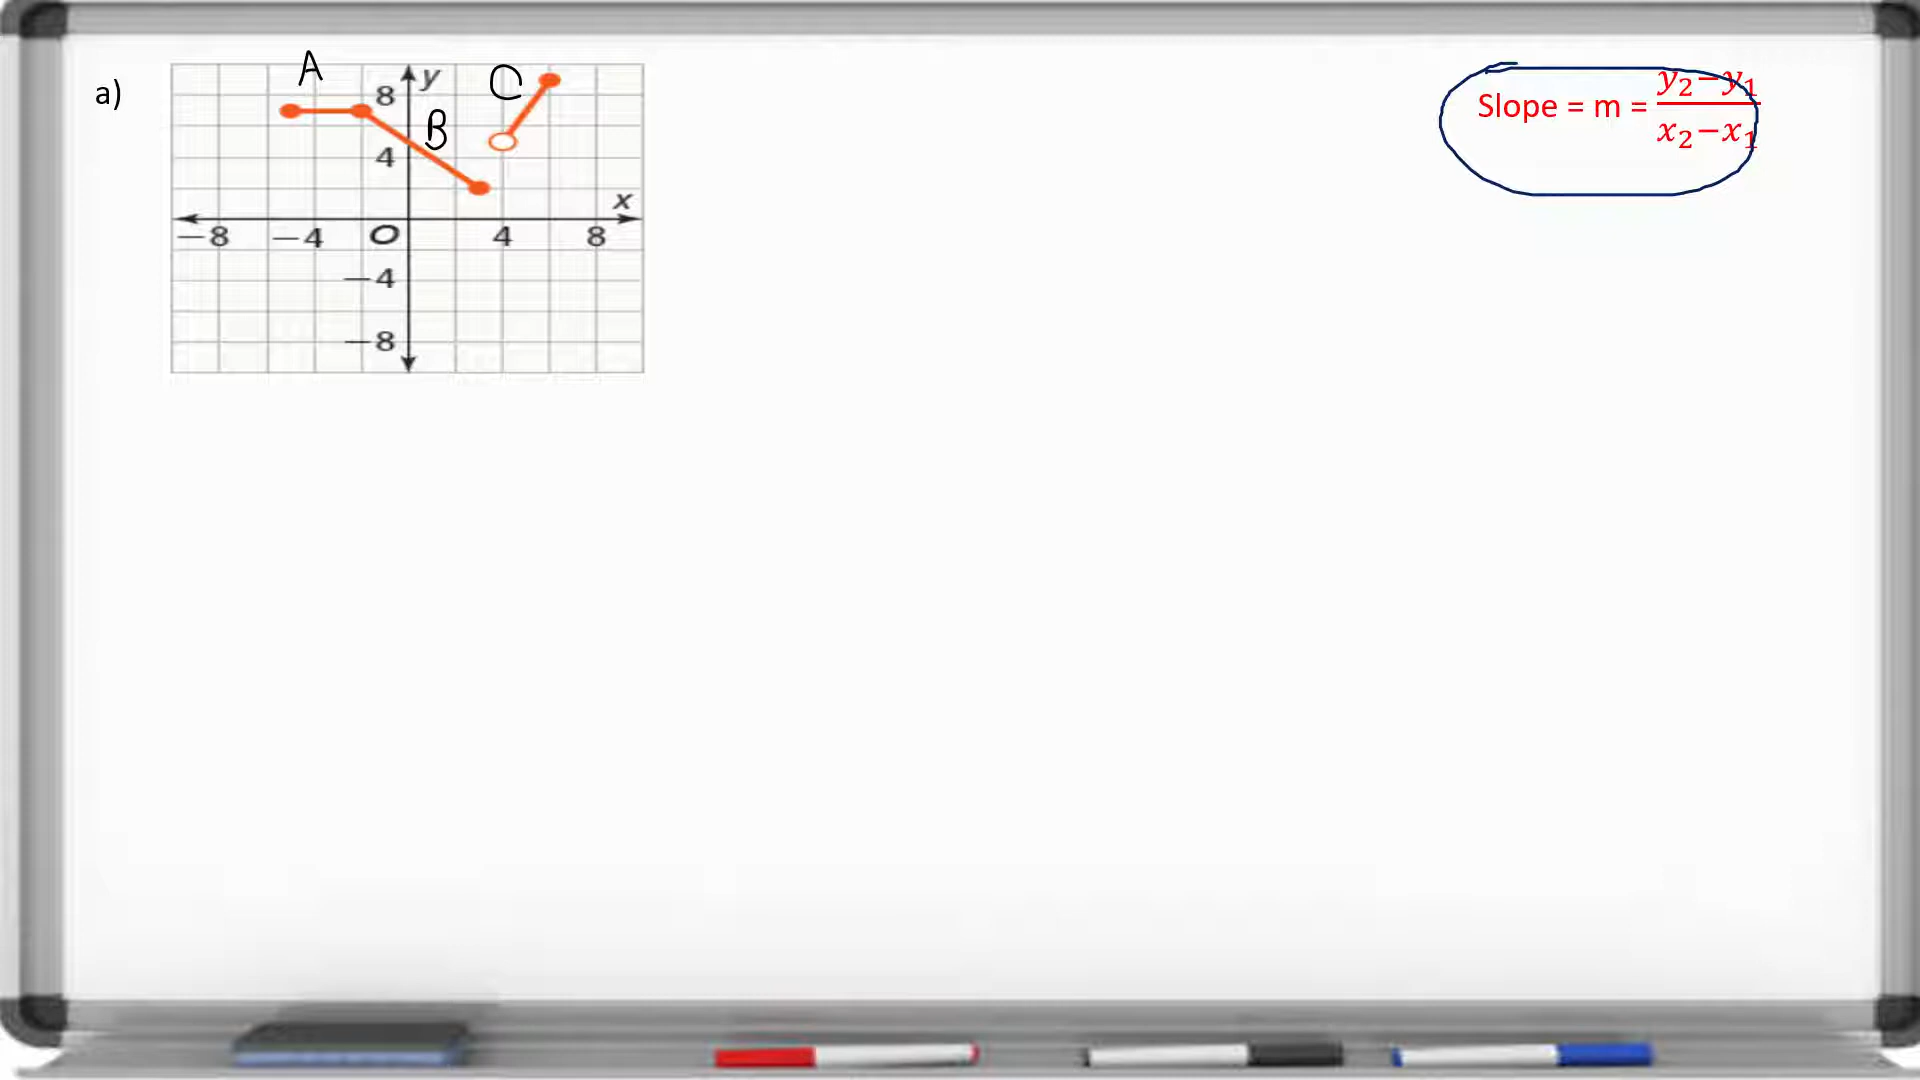 a)
A
B
C
y
8
4
x
−8 −4 O 4 8
−4
−8
Slope = m = y₂−y₁ / x₂−x₁